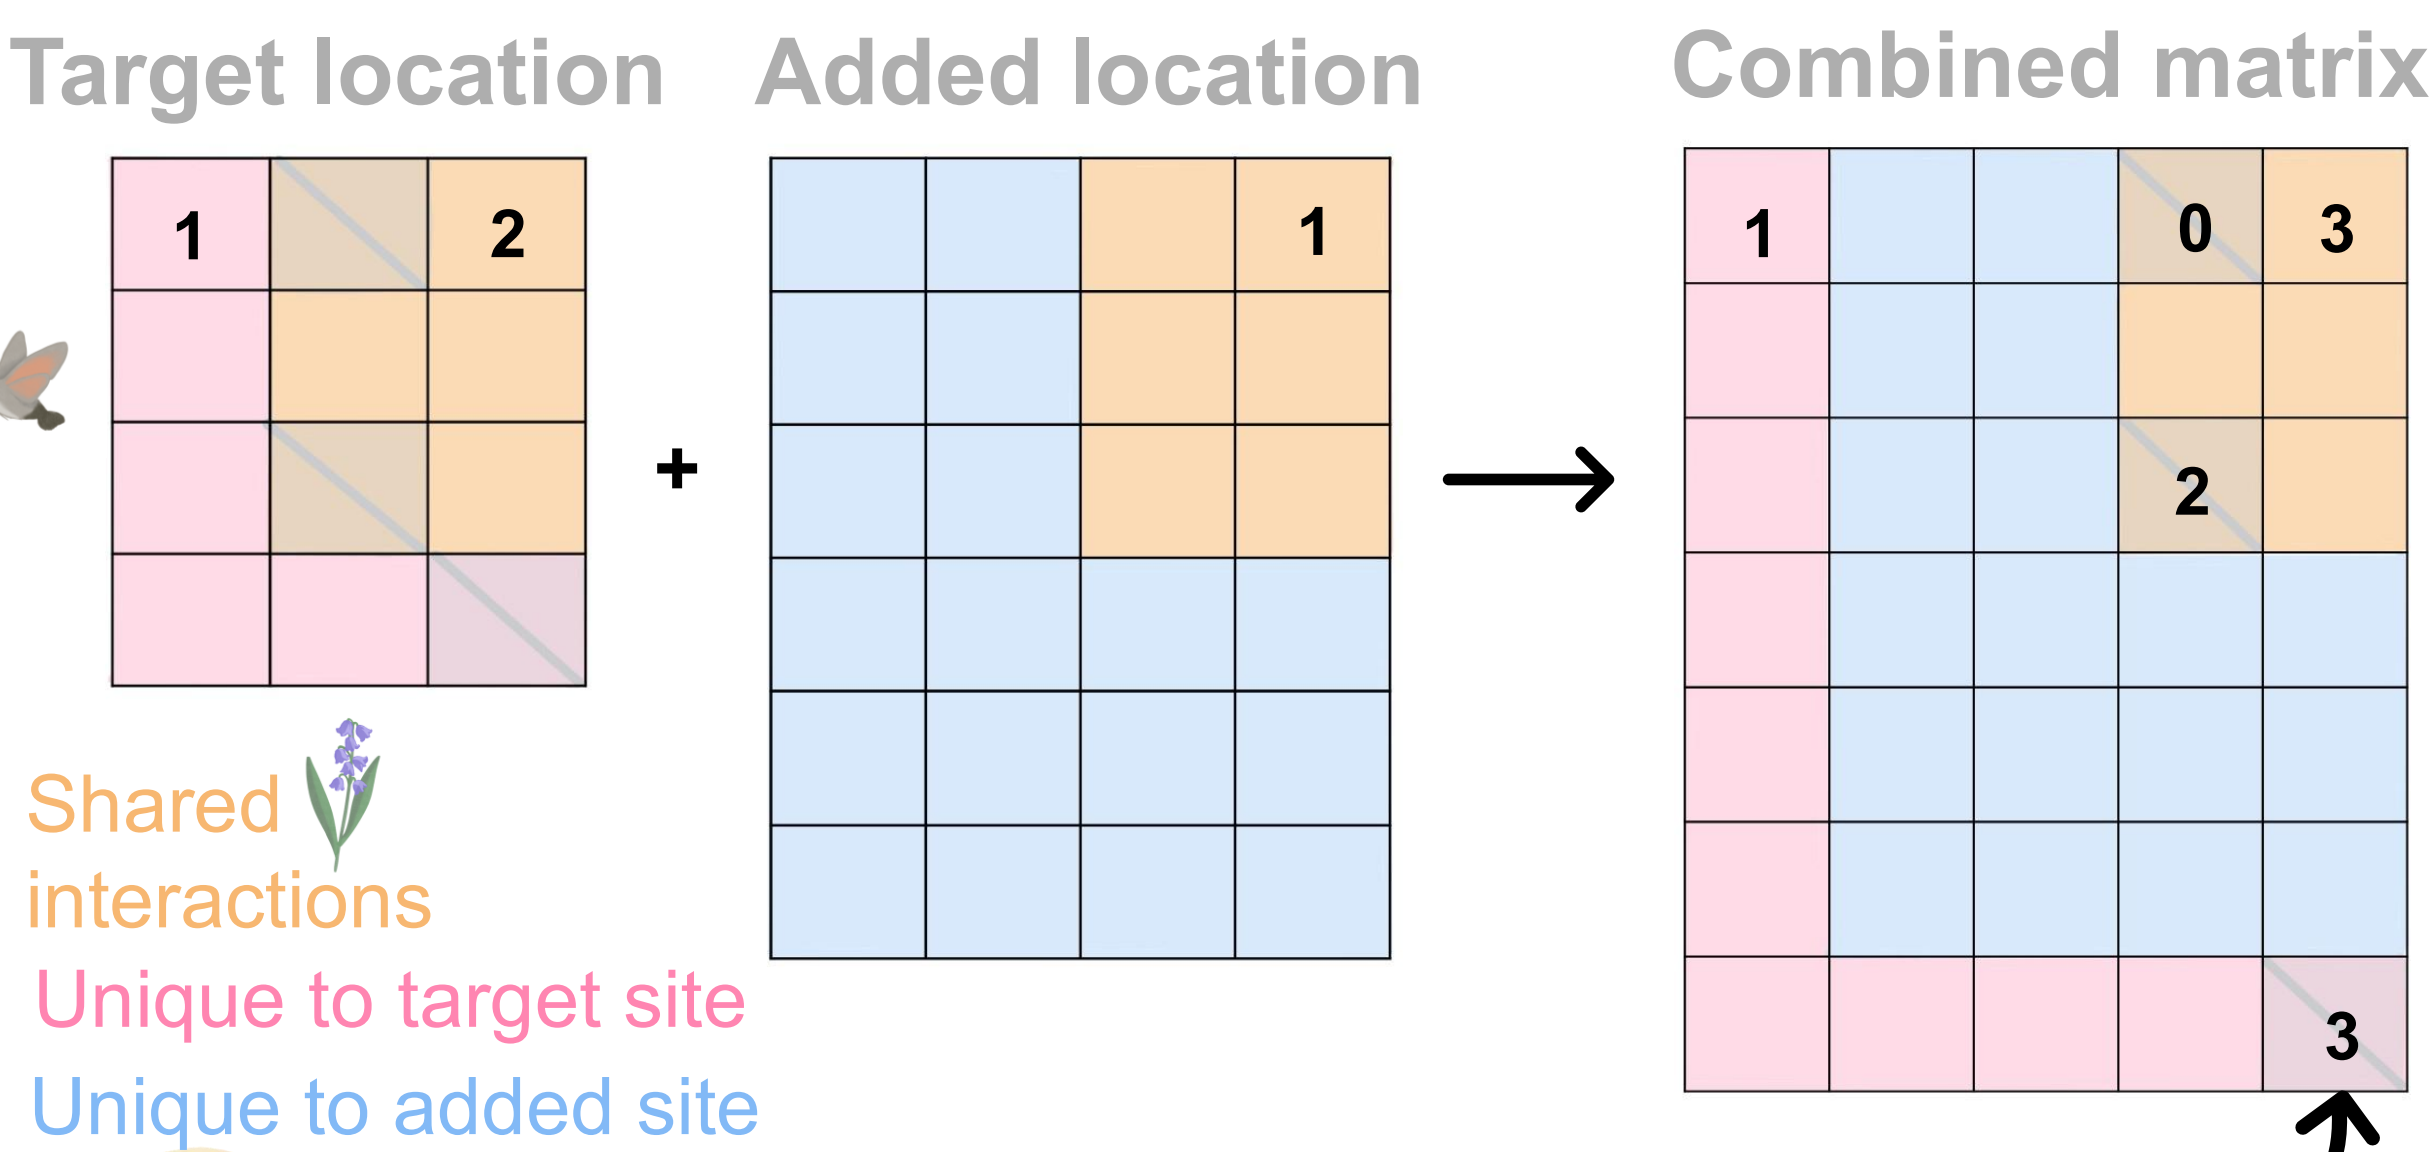 Target location
Added location
Combined matrix
1 2
1
1 0 3
2
+
3
Shared
interactions
Unique to target site
Unique to added site